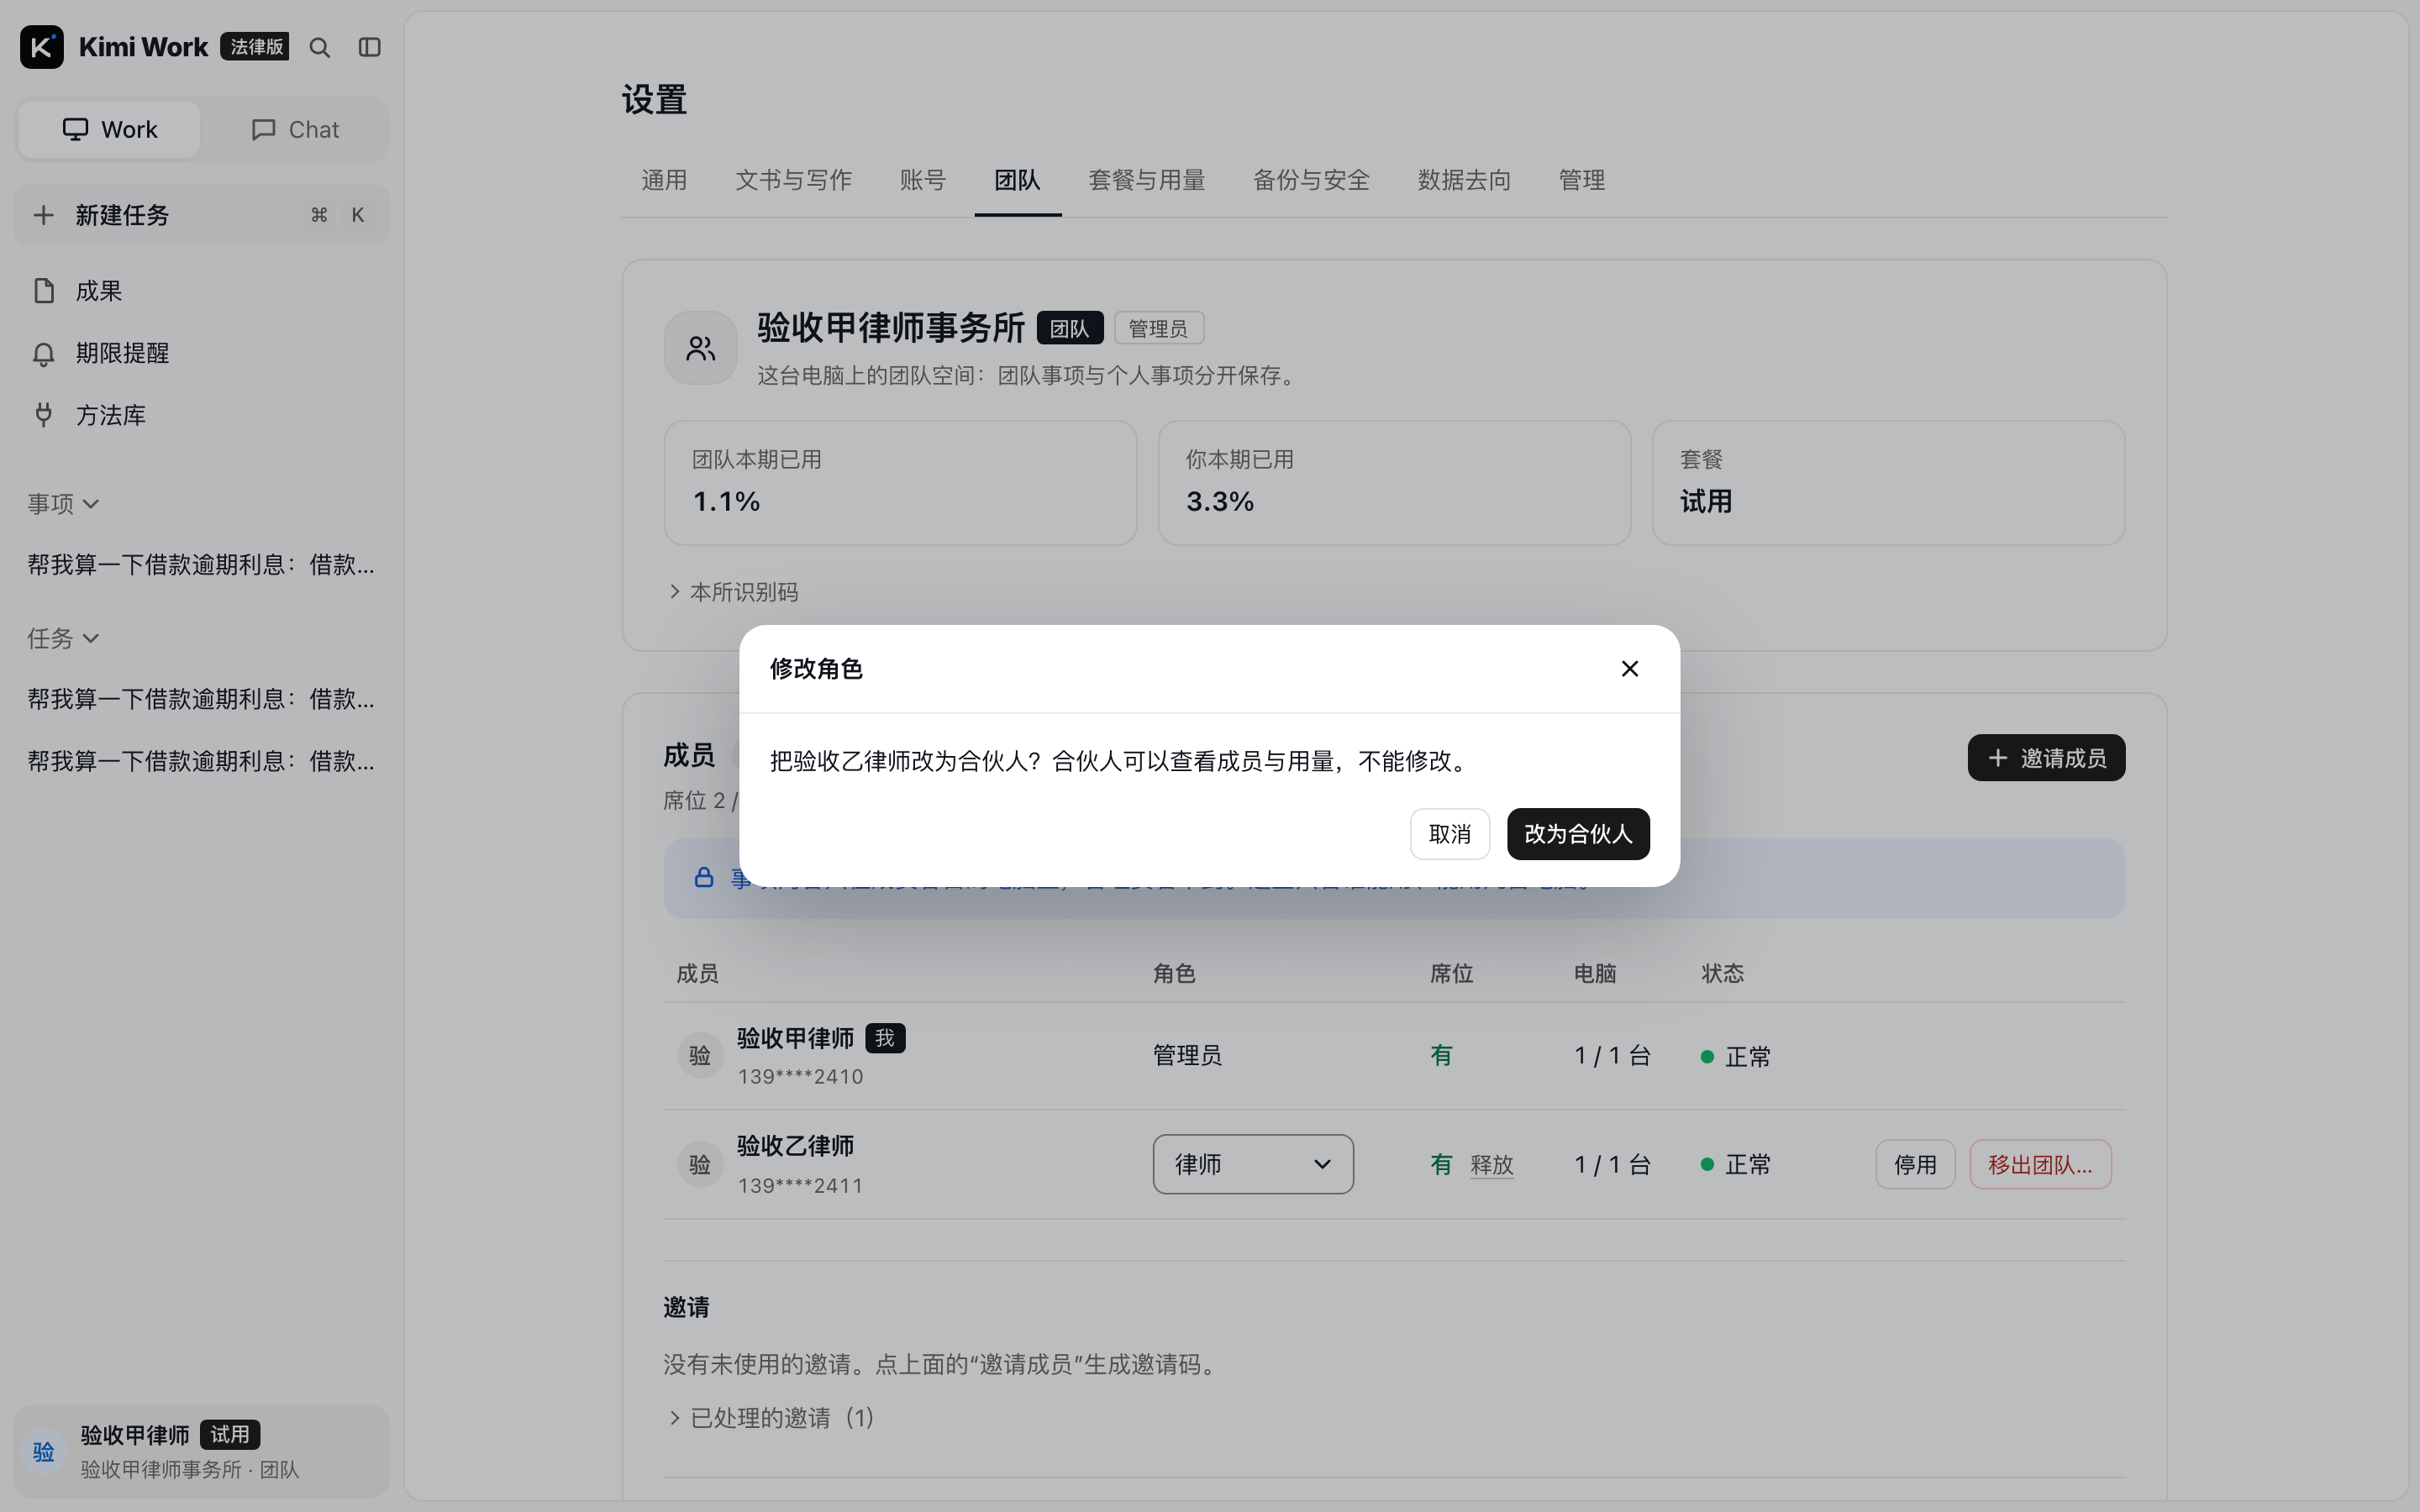 Kimi Work 法律版
Work
Chat
新建任务 ⌘ K
成果
期限提醒
方法库
事项
帮我算一下借款逾期利息：借款...
任务
帮我算一下借款逾期利息：借款...
帮我算一下借款逾期利息：借款...
验 验收甲律师 试用
验收甲律师事务所 · 团队
设置
通用 文书与写作 账号 团队 套餐与用量 备份与安全 数据去向 管理
验收甲律师事务所 团队 管理员
这台电脑上的团队空间：团队事项与个人事项分开保存。
团队本期已用
1.1%
你本期已用
3.3%
套餐
试用
本所识别码
修改角色
把验收乙律师改为合伙人？合伙人可以查看成员与用量，不能修改。
取消 改为合伙人
成员
邀请成员
席位 2 /
成员 角色 席位 电脑 状态
验 验收甲律师 我
139****2410
管理员 有 1 / 1 台 正常
验 验收乙律师
139****2411
律师 有 释放 1 / 1 台 正常 停用 移出团队...
邀请
没有未使用的邀请。点上面的“邀请成员”生成邀请码。
已处理的邀请（1）